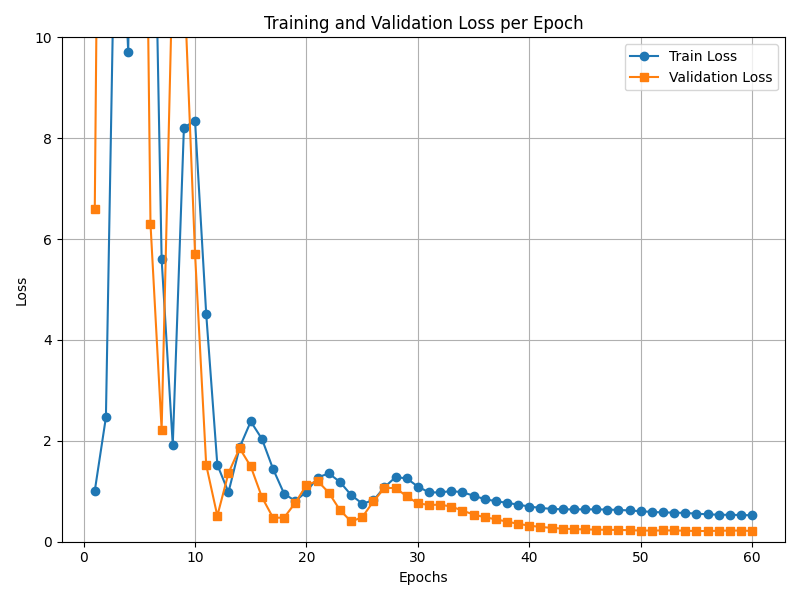 Training and Validation Loss per Epoch
Train Loss
Validation Loss
10
8
6
4
2
0
Loss
0 10 20 30 40 50 60
Epochs